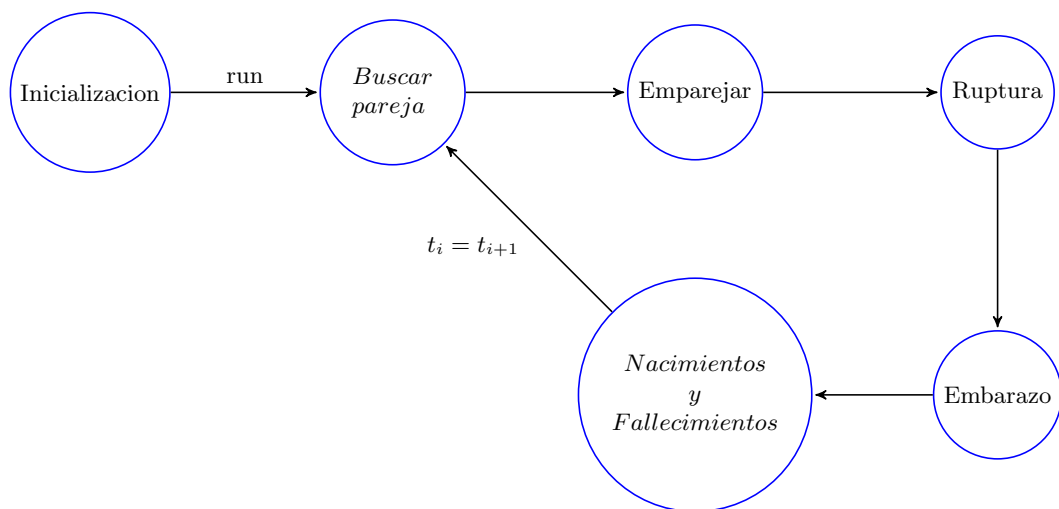 Inicializacion
run
Buscar
pareja
Emparejar
Ruptura
t_i = t_{i+1}
Nacimientos
y
Fallecimientos
Embarazo